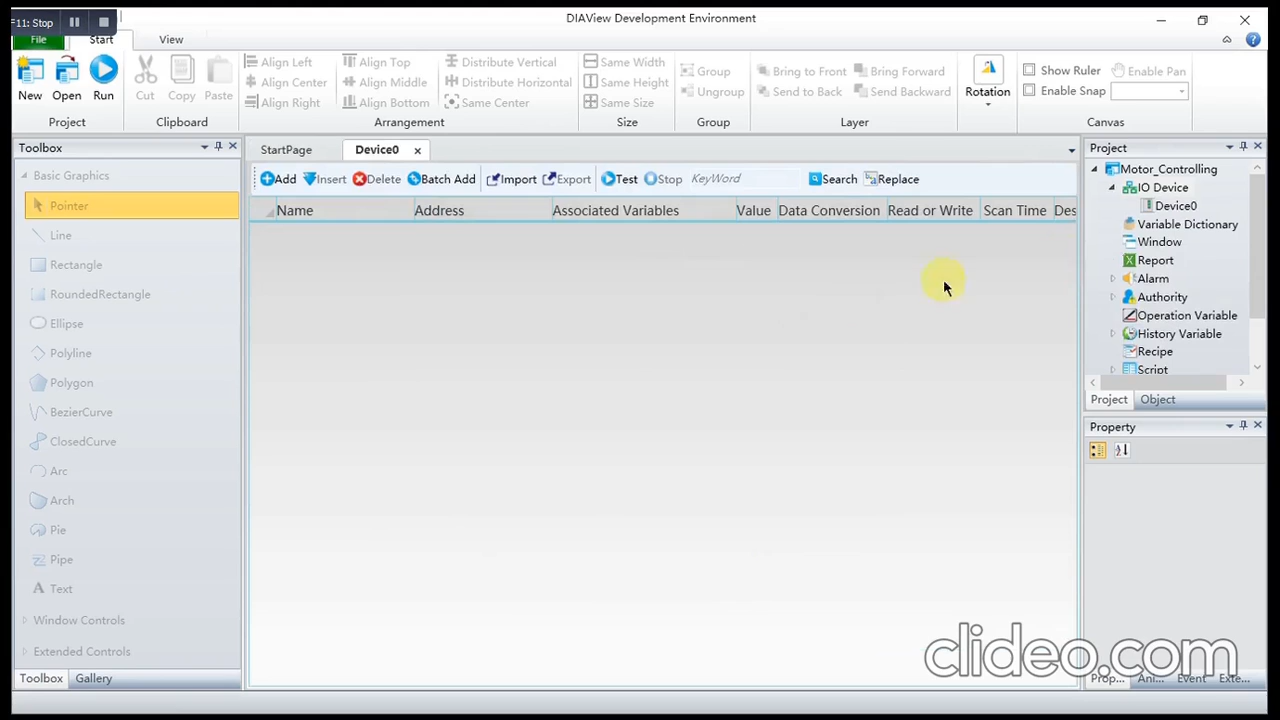 F11: Stop
DIAView Development Environment
File
Start
View
New
Open
Run
Project
Cut
Copy
Paste
Clipboard
Align Left
Align Center
Align Right
Align Top
Align Middle
Align Bottom
Distribute Vertical
Distribute Horizontal
Same Center
Arrangement
Same Width
Same Height
Same Size
Size
Group
Ungroup
Group
Bring to Front
Send to Back
Bring Forward
Send Backward
Layer
Rotation
Show Ruler
Enable Snap
Enable Pan
Canvas
Toolbox
Basic Graphics
Pointer
Line
Rectangle
RoundedRectangle
Ellipse
Polyline
Polygon
BezierCurve
ClosedCurve
Arc
Arch
Pie
Pipe
Text
Window Controls
Extended Controls
Toolbox
Gallery
StartPage
Device0
Add
Insert
Delete
Batch Add
Import
Export
Test
Stop
KeyWord
Search
Replace
Name
Address
Associated Variables
Value
Data Conversion
Read or Write
Scan Time
Des
Project
Motor_Controlling
IO Device
Device0
Variable Dictionary
Window
Report
Alarm
Authority
Operation Variable
History Variable
Recipe
Script
Project
Object
Property
Prop...
Ani...
Event
Exte...
clideo.com